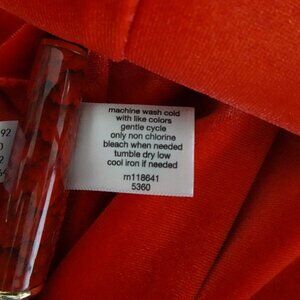 machine wash cold
with like colors
gentle cycle
only non chlorine
bleach when needed
tumble dry low
cool iron if needed
rn118641
5360
92